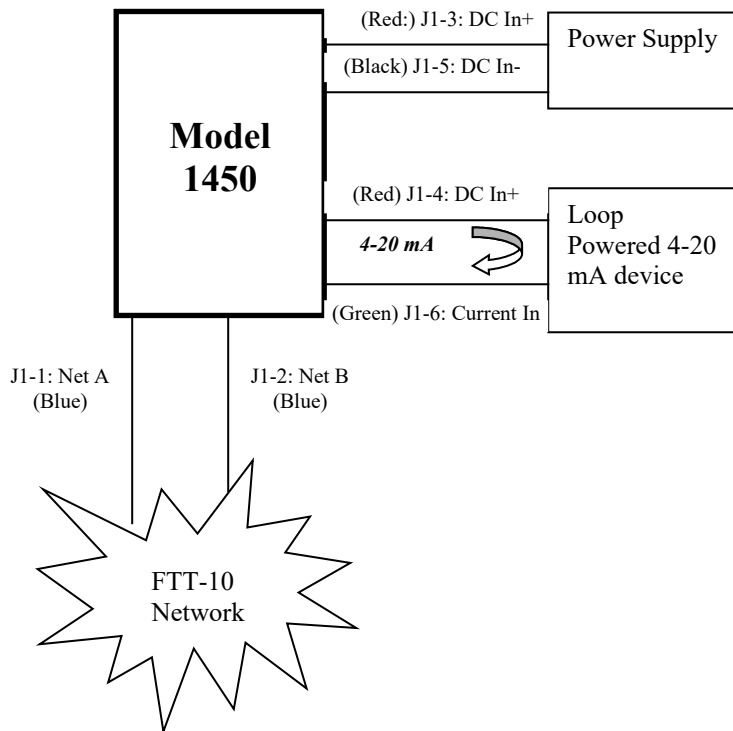 (Red:) J1-3: DC In+
Power Supply
(Black) J1-5: DC In-
Model
1450
(Red) J1-4: DC In+
Loop
Powered 4-20
mA device
4-20 mA
(Green) J1-6: Current In
J1-1: Net A
(Blue)
J1-2: Net B
(Blue)
FTT-10
Network